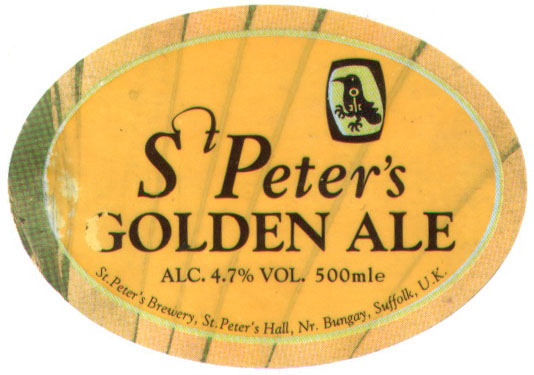 St Peter's
GOLDEN ALE
ALC. 4.7% VOL. 500mle
St. Peter's Brewery, St. Peter's Hall, Nr. Bungay, Suffolk, U.K.